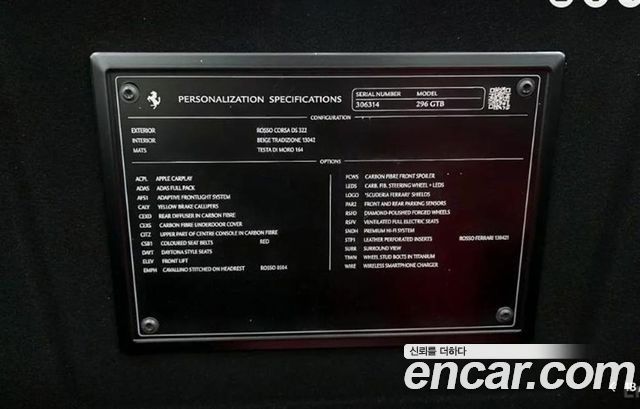 PERSONALIZATION SPECIFICATIONS
SERIAL NUMBER MODEL
306314 296 GTB
CONFIGURATION
EXTERIOR ROSSO CORSA DS 322
INTERIOR BEIGE TRADIZIONE 13042
MATS TESTA DI MORO 164
OPTIONS
ACPL APPLE CARPLAY
ADAS ADAS FULL PACK
AFS1 ADAPTIVE FRONTLIGHT SYSTEM
CALY YELLOW BRAKE CALLIPERS
CEXD REAR DIFFUSER IN CARBON FIBRE
CARBON FIBRE UNDERDOOR COVER
CITZ UPPER PART OF CENTRE CONSOLE IN CARBON FIBRE
CSB1 COLOURED SEAT BELTS RED
DAYT DAYTONA STYLE SEATS
ELEV FRONT LIFT
EMPH CAVALLINO STITCHED ON HEADREST ROSSO 0504
FCWS CARBON FIBRE FRONT SPOILER
LEDS CARB. FIB. STEERING WHEEL + LEDS
LOGO "SCUDERIA FERRARI" SHIELDS
PAR2 FRONT AND REAR PARKING SENSORS
RSFD DIAMOND-POLISHED FORGED WHEELS
RSFV VENTILATED FULL ELECTRIC SEATS
SNDH PREMIUM HI-FI SYSTEM
STP1 LEATHER PERFORATED INSERTS ROSSO FERRARI 130421
SURR SURROUND VIEW
TIWN WHEEL STUD BOLTS IN TITANIUM
WIRE WIRELESS SMARTPHONE CHARGER
신뢰를 더하다
encar.com